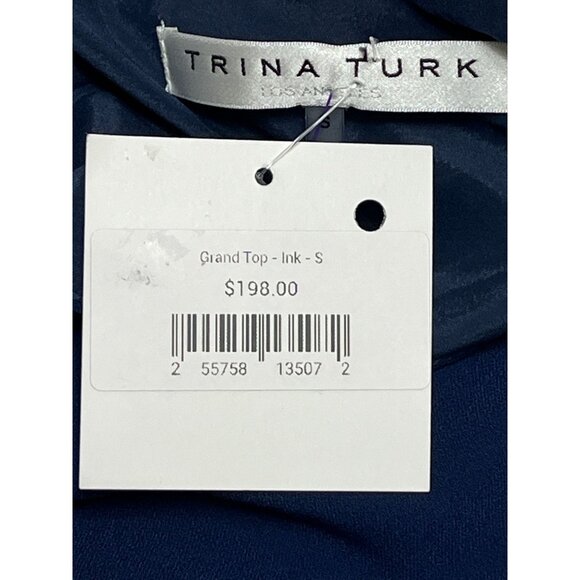 TRINA TURK
LOS ANGELES
S
Grand Top - Ink - S
$198.00
2 55758 13507 2